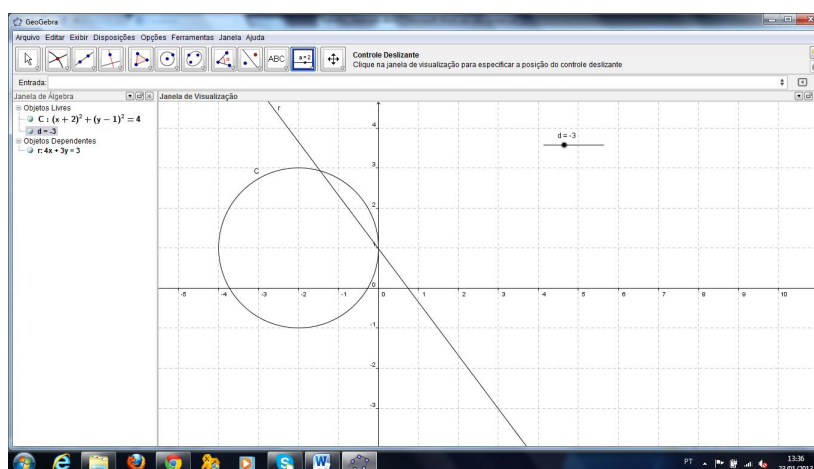 GeoGebra
Arquivo Editar Exibir Disposições Opções Ferramentas Janela Ajuda
ABC
a=2
Controle Deslizante
Clique na janela de visualização para especificar a posição do controle deslizante
Entrada:
Janela de Álgebra
Janela de Visualização
Objetos Livres
C : (x + 2)² + (y − 1)² = 4
d = -3
Objetos Dependentes
r: 4x + 3y = 3
r
C
d = -3
4
3
2
1
0
-1
-2
-3
-5 -4 -3 -2 -1 0 1 2 3 4 5 6 7 8 9 10
PT
13:36
23/01/2013